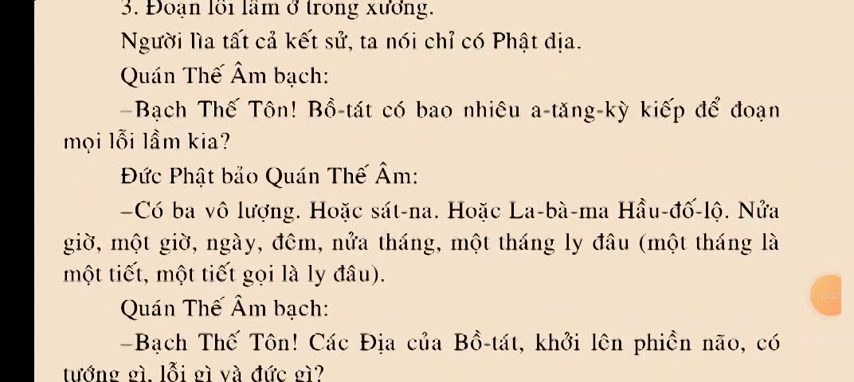 3. Đoạn lỗi lầm ở trong xương.
Người lìa tất cả kết sử, ta nói chỉ có Phật địa.
Quán Thế Âm bạch:
–Bạch Thế Tôn! Bồ-tát có bao nhiêu a-tăng-kỳ kiếp để đoạn
mọi lỗi lầm kia?
Đức Phật bảo Quán Thế Âm:
–Có ba vô lượng. Hoặc sát-na. Hoặc La-bà-ma Hầu-đố-lộ. Nửa
giờ, một giờ, ngày, đêm, nửa tháng, một tháng ly đâu (một tháng là
một tiết, một tiết gọi là ly đâu).
Quán Thế Âm bạch:
–Bạch Thế Tôn! Các Địa của Bồ-tát, khởi lên phiền não, có
tướng gì, lỗi gì và đức gì?